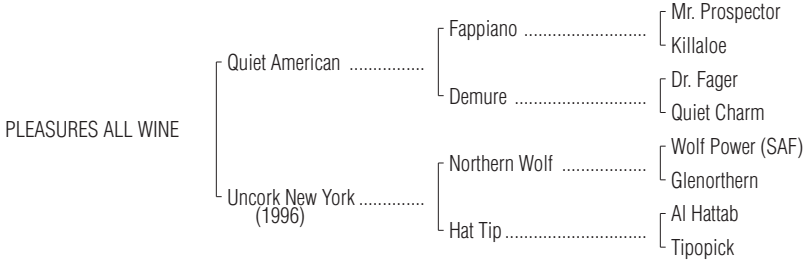 Mr. Prospector
Fappiano ..........................
Killaloe
Quiet American ................
Dr. Fager
Demure ............................
Quiet Charm
PLEASURES ALL WINE
Wolf Power (SAF)
Northern Wolf ..................
Glenorthern
Uncork New York ..............
(1996)
Al Hattab
Hat Tip ..............................
Tipopick